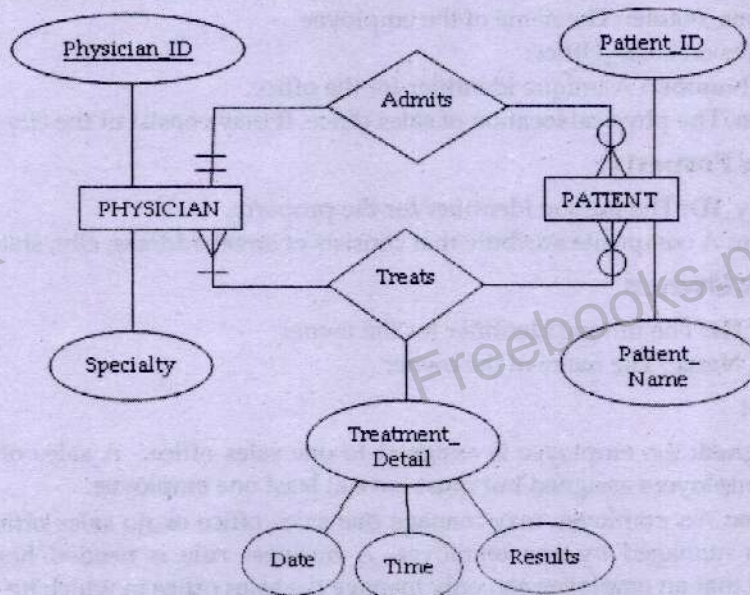 Physician_ID
Patient_ID
Admits
PHYSICIAN
PATIENT
Treats
Specialty
Patient_
Name
Freebooks.p
Treatment_
Detail
Date
Time
Results